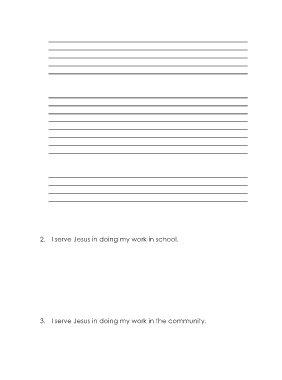 2. I serve Jesus in doing my work in school.
3. I serve Jesus in doing my work in the community.